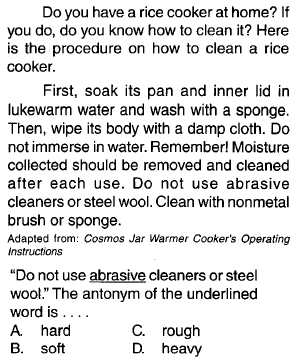 Do you have a rice cooker at home? If
you do, do you know how to clean it? Here
is the procedure on how to clean a rice
cooker.
First, soak its pan and inner lid in
lukewarm water and wash with a sponge.
Then, wipe its body with a damp cloth. Do
not immerse in water. Remember! Moisture
collected should be removed and cleaned
after each use. Do not use abrasive
cleaners or steel wool. Clean with nonmetal
brush or sponge.
Adapted from: Cosmos Jar Warmer Cooker's Operating
Instructions
“Do not use abrasive cleaners or steel
wool.” The antonym of the underlined
word is . . . .
A. hard C. rough
B. soft D. heavy